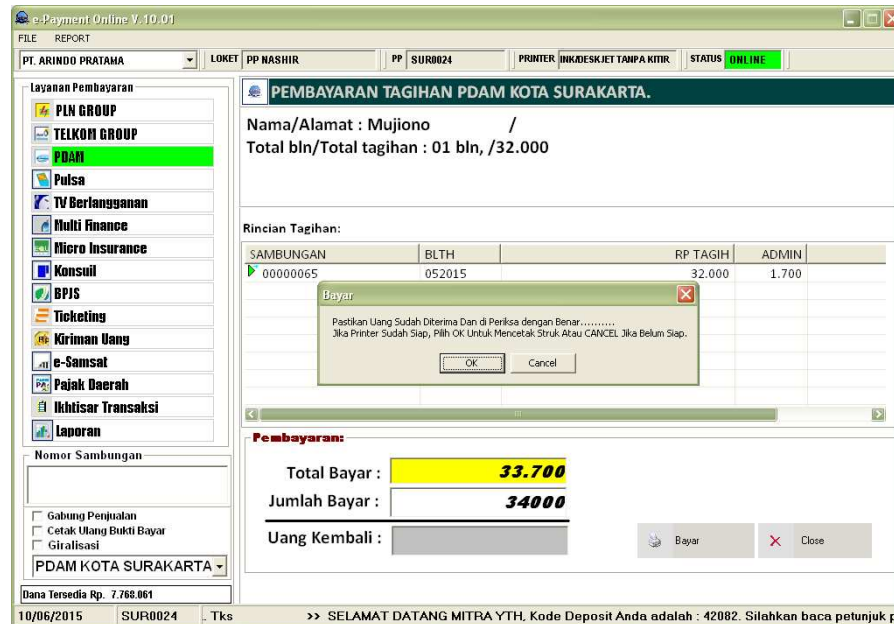 e-Payment Online V.10.01
FILE REPORT
PT. ARINDO PRATAMA LOKET PP NASHIR PP SUR0024 PRINTER INK/DESKJET TANPA KITIR STATUS ONLINE
Layanan Pembayaran
PLN GROUP
TELKOM GROUP
PDAM
Pulsa
TV Berlangganan
Multi Finance
Micro Insurance
Konsuil
BPJS
Ticketing
Kiriman Uang
e-Samsat
Pajak Daerah
Ikhtisar Transaksi
Laporan
Nomor Sambungan
Gabung Penjualan
Cetak Ulang Bukti Bayar
Giralisasi
PDAM KOTA SURAKARTA
Dana Tersedia Rp. 7.768.061
PEMBAYARAN TAGIHAN PDAM KOTA SURAKARTA.
Nama/Alamat : Mujiono /
Total bln/Total tagihan : 01 bln, /32.000
Rincian Tagihan:
SAMBUNGAN BLTH RP TAGIH ADMIN
00000065 052015 32.000 1.700
Bayar
Pastikan Uang Sudah Diterima Dan di Periksa dengan Benar..........
Jika Printer Sudah Siap, Pilih OK Untuk Mencetak Struk Atau CANCEL Jika Belum Siap.
OK Cancel
Pembayaran:
Total Bayar : 33.700
Jumlah Bayar : 34000
Uang Kembali :
Bayar Close
10/06/2015 SUR0024 . Tks >> SELAMAT DATANG MITRA YTH, Kode Deposit Anda adalah : 42082. Silahkan baca petunjuk p